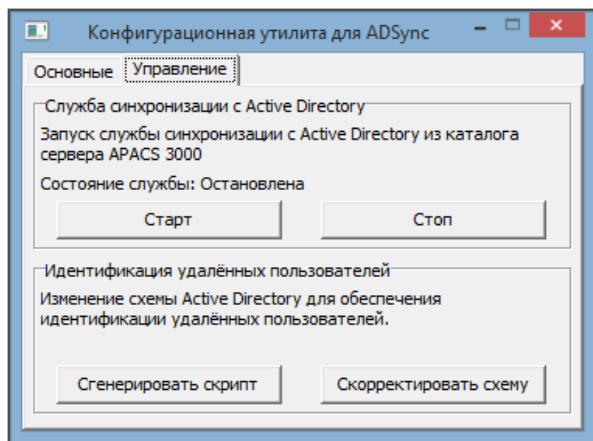 Конфигурационная утилита для ADSync
Основные Управление
Служба синхронизации с Active Directory
Запуск службы синхронизации с Active Directory из каталога
сервера APACS 3000
Состояние службы: Остановлена
Старт Стоп
Идентификация удалённых пользователей
Изменение схемы Active Directory для обеспечения
идентификации удалённых пользователей.
Сгенерировать скрипт Скорректировать схему